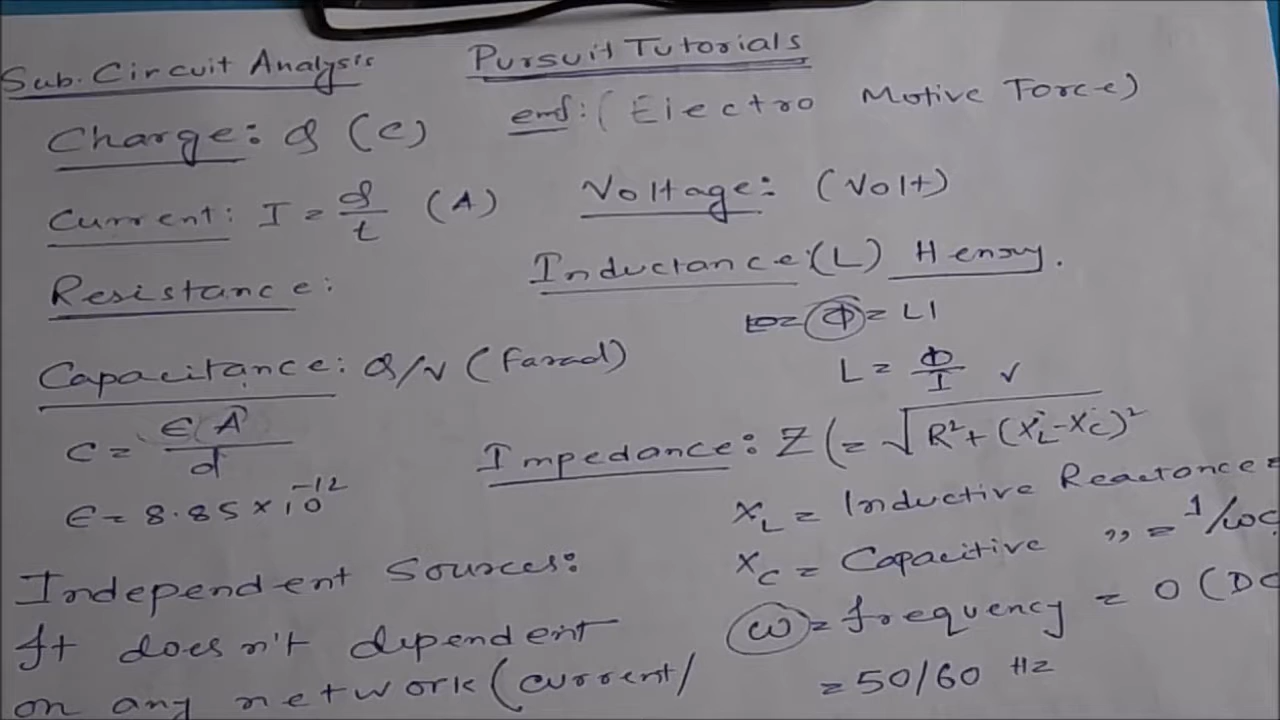 Sub. Circuit Analysis Pursuit Tutorials
Charge: Q (C) emf: (Electro Motive Force)
Current: I = Q/t (A) Voltage: (Volt)
Resistance: Inductance: (L) Henry.
Φ = LI
Capacitance: Q/V (Farad) L = Φ/I ✓
C = ϵA/d Impedance: Z (= √R²+(XL-XC)²
ϵ = 8.85 × 10⁻¹² XL = Inductive Reactance =
XC = Capacitive ,, = 1/ωC
Independent Sources: ω = frequency = 0 (DC
It does n't dependent = 50/60 Hz
on any network (current/